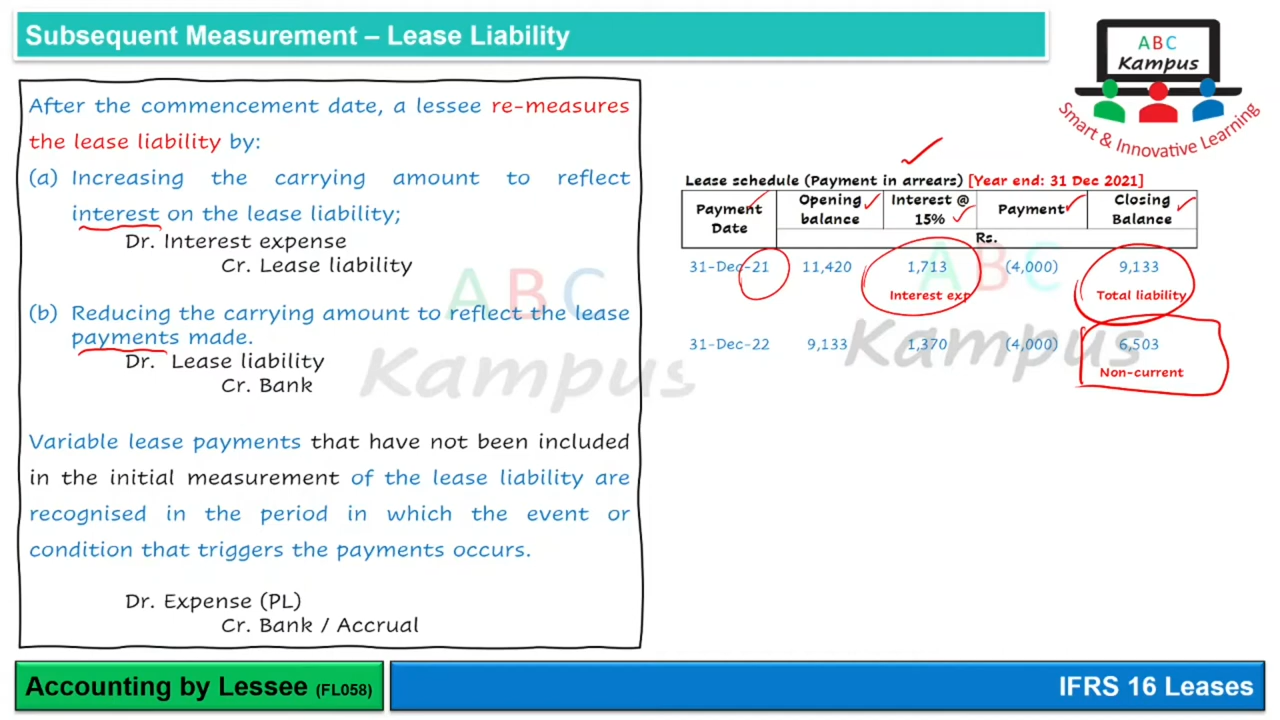 Subsequent Measurement – Lease Liability
ABC
Kampus
Smart & Innovative Learning
After the commencement date, a lessee re-measures
the lease liability by:
(a) Increasing the carrying amount to reflect
interest on the lease liability;
Dr. Interest expense
Cr. Lease liability
(b) Reducing the carrying amount to reflect the lease
payments made.
Dr. Lease liability
Cr. Bank
Variable lease payments that have not been included
in the initial measurement of the lease liability are
recognised in the period in which the event or
condition that triggers the payments occurs.
Dr. Expense (PL)
Cr. Bank / Accrual
ABC
Kampus
Lease schedule (Payment in arrears) [Year end: 31 Dec 2021]
Payment Date Opening balance Interest @ 15% Payment Closing Balance
Rs.
31-Dec-21 11,420 1,713 (4,000) 9,133
Interest exp Total liability
31-Dec-22 9,133 1,370 (4,000) 6,503
Non-current
ABC
Kampus
Accounting by Lessee (FL058)
IFRS 16 Leases